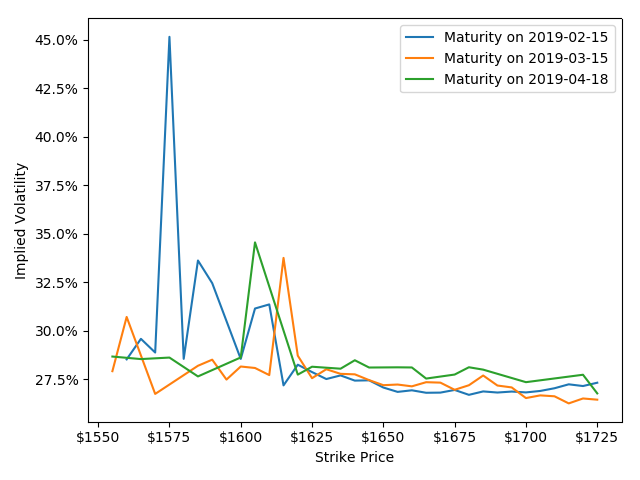 Maturity on 2019-02-15
Maturity on 2019-03-15
Maturity on 2019-04-18
45.0%
42.5%
40.0%
37.5%
35.0%
32.5%
30.0%
27.5%
Implied Volatility
$1550 $1575 $1600 $1625 $1650 $1675 $1700 $1725
Strike Price